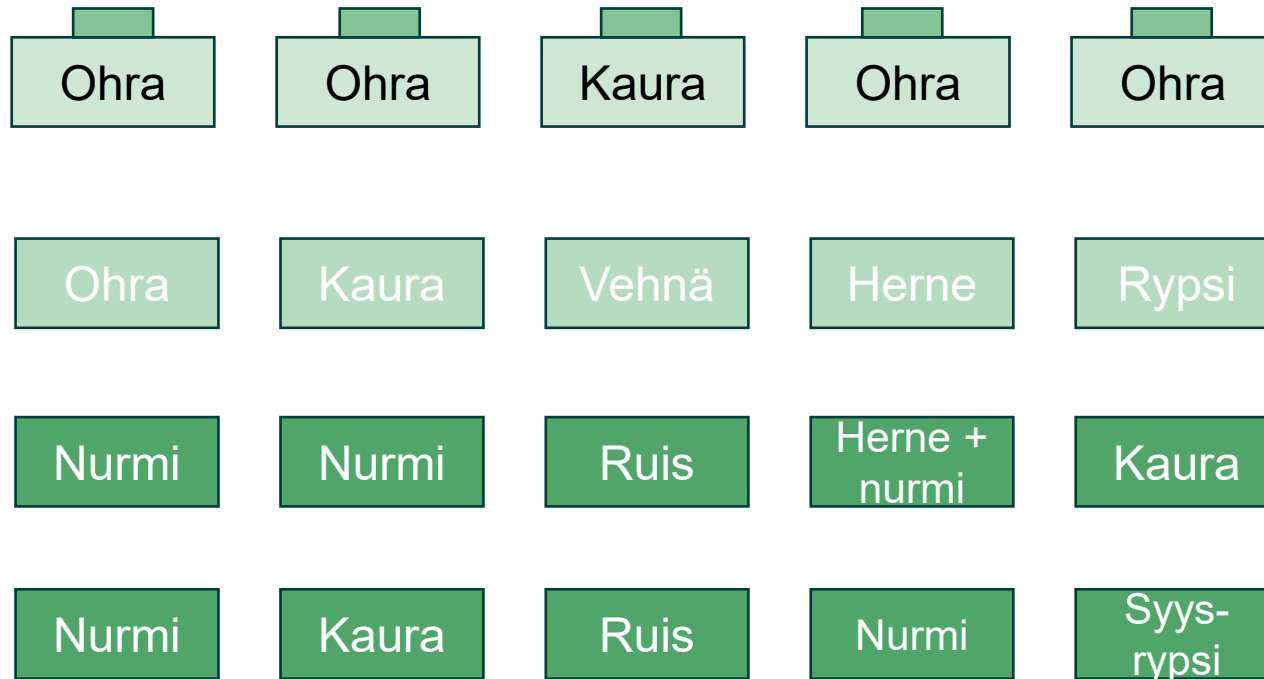 Ohra Ohra Kaura Ohra Ohra
Ohra Kaura Vehnä Herne Rypsi
Nurmi Nurmi Ruis Herne + nurmi Kaura
Nurmi Kaura Ruis Nurmi Syys-rypsi